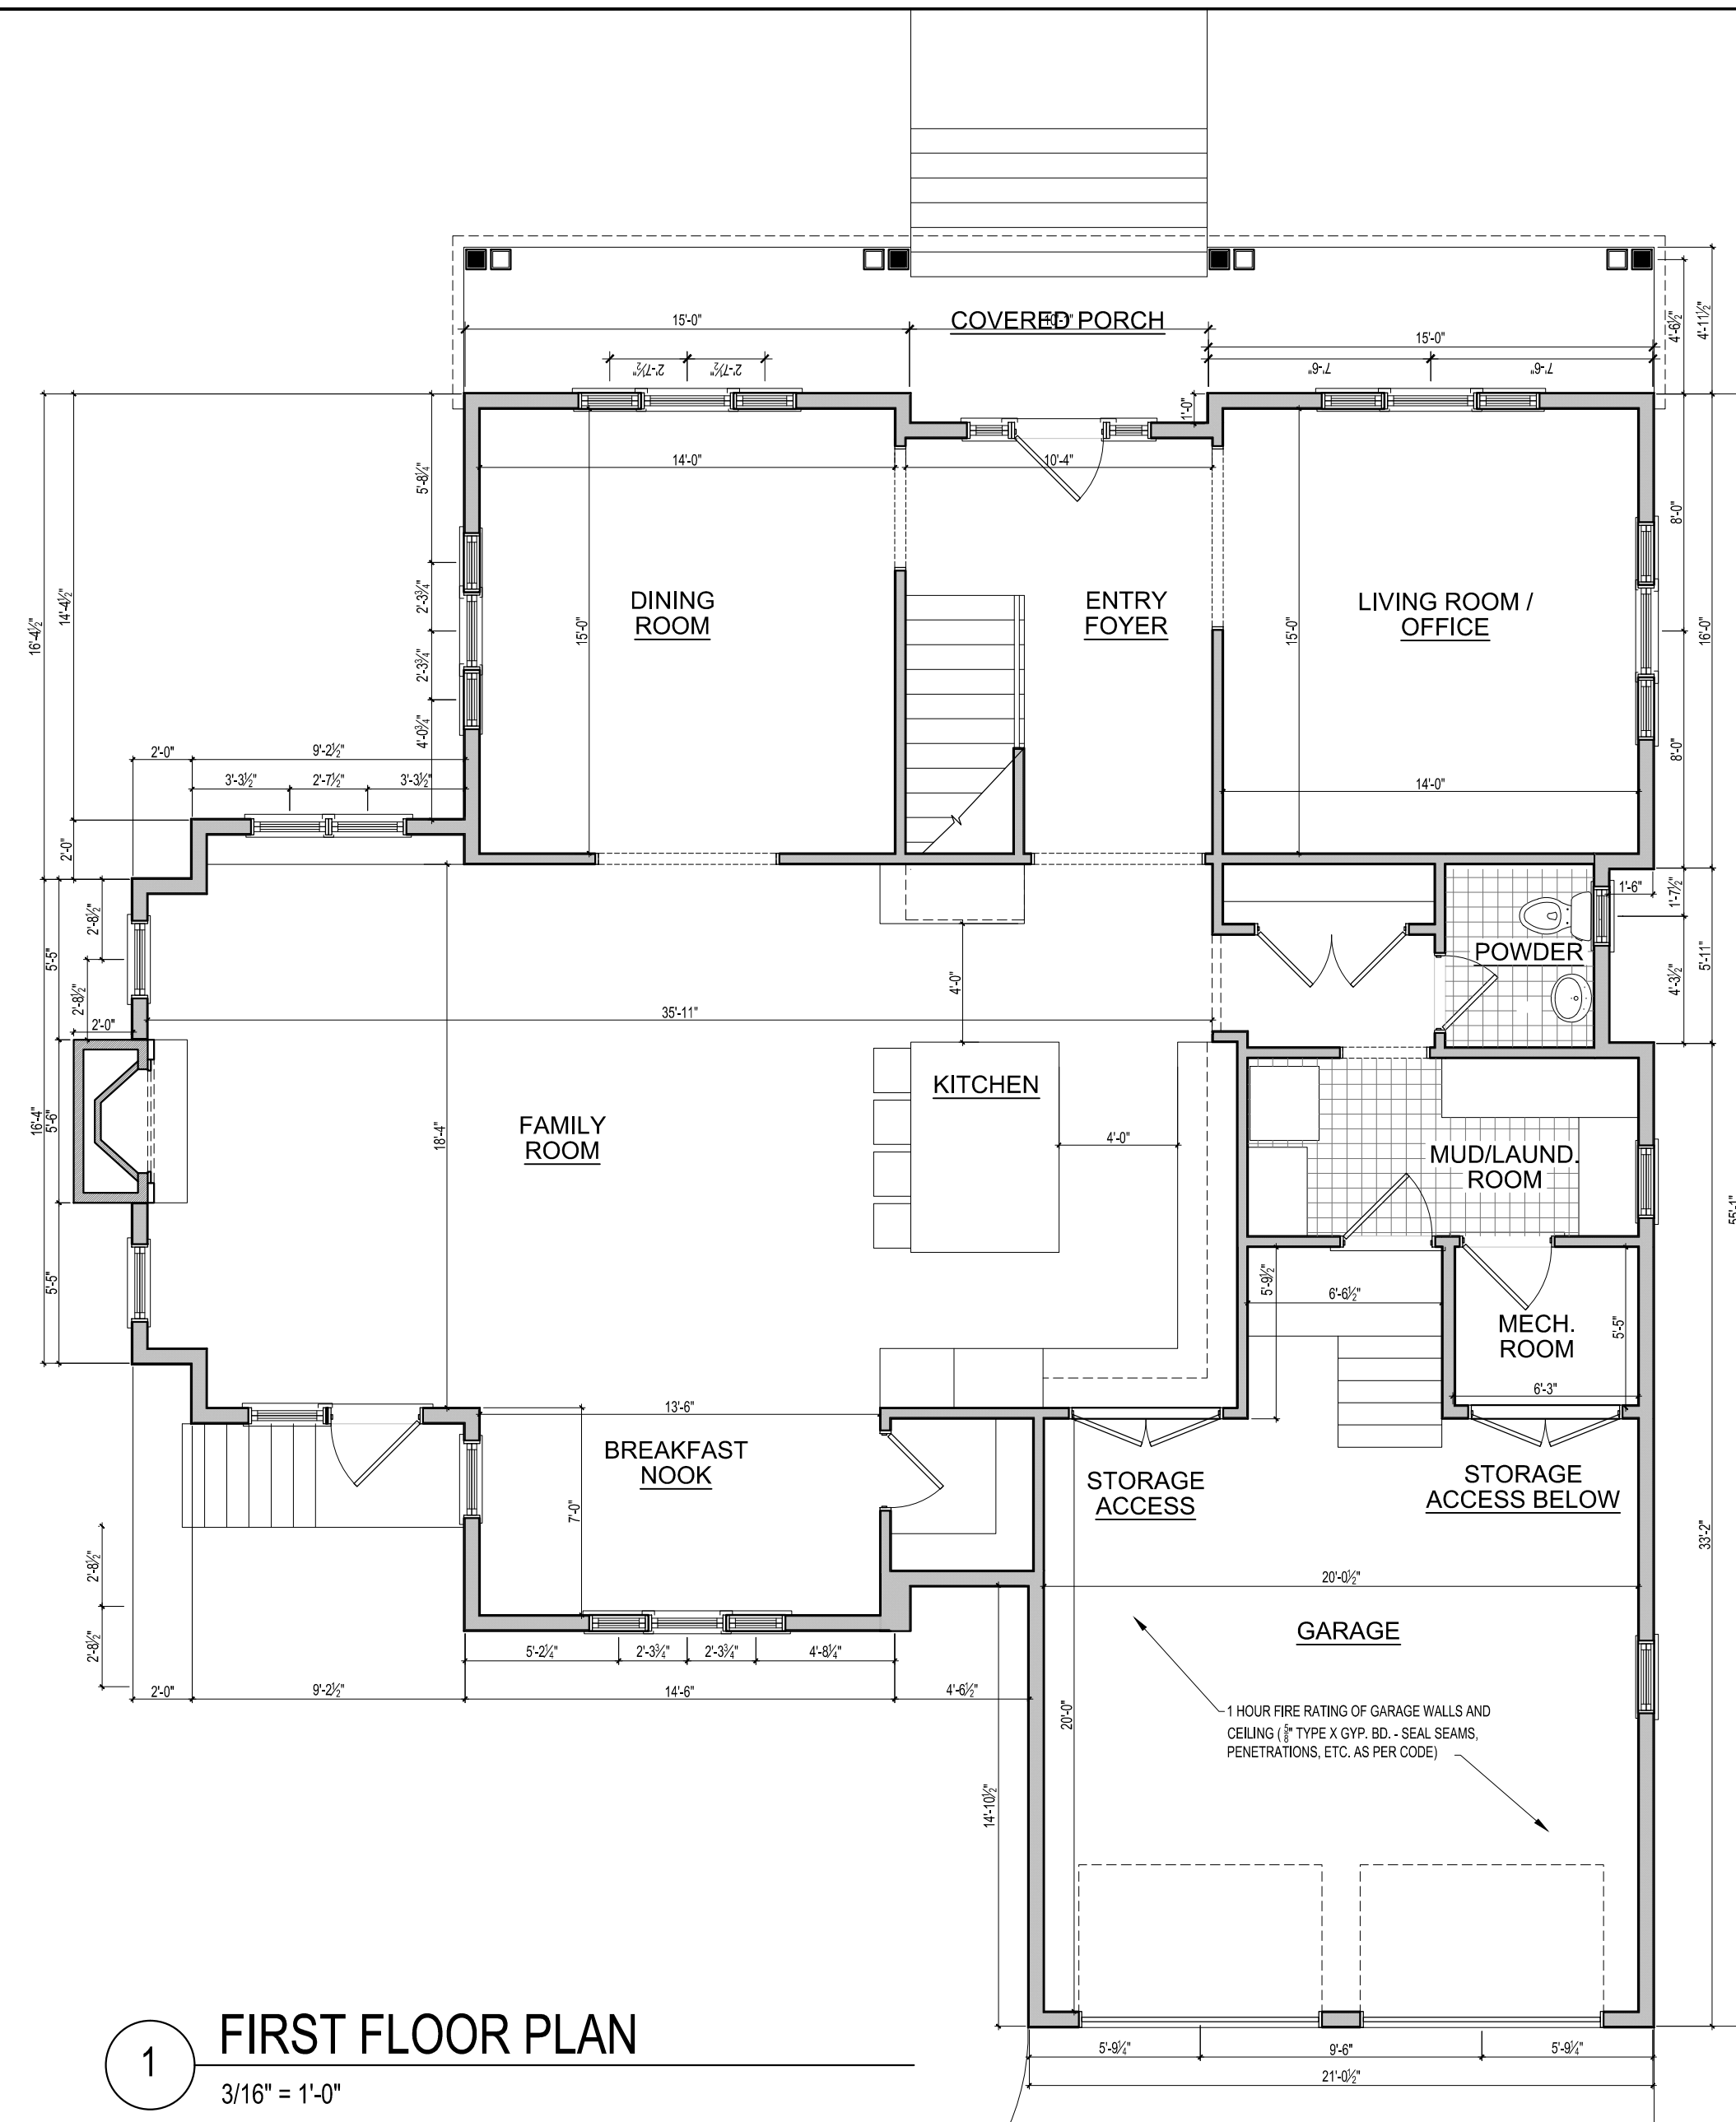 COVERED PORCH
10'-1"
15'-0"
15'-0"
2'-7½"
2'-7½"
7'-6"
7'-6"
4'-6½"
4'-11½"
1'-0"
14'-0"
10'-4"
5'-8¼"
2'-3¾"
2'-3¾"
4'-0¾"
16'-4½"
14'-4½"
2'-0"
15'-0"
15'-0"
8'-0"
16'-0"
8'-0"
DINING
ROOM
ENTRY
FOYER
LIVING ROOM /
OFFICE
14'-0"
2'-0"
9'-2½"
3'-3½"
2'-7½"
3'-3½"
1'-6"
1'-7½"
5'-11"
4'-3½"
POWDER
2'-8½"
5'-5"
2'-8½"
2'-0"
35'-11"
4'-0"
KITCHEN
4'-0"
16'-4"
5'-6"
5'-5"
18'-4"
FAMILY
ROOM
MUD/LAUND.
ROOM
55'-1"
5'-9½"
6'-6½"
MECH.
ROOM
5'-5"
6'-3"
13'-6"
BREAKFAST
NOOK
7'-0"
STORAGE
ACCESS
STORAGE
ACCESS BELOW
33'-2"
2'-8½"
2'-8½"
20'-0½"
GARAGE
5'-2¼"
2'-3¾"
2'-3¾"
4'-8¼"
2'-0"
9'-2½"
14'-6"
4'-6½"
20'-0"
14'-10½"
1 HOUR FIRE RATING OF GARAGE WALLS AND
CEILING (⅝" TYPE X GYP. BD. - SEAL SEAMS,
PENETRATIONS, ETC. AS PER CODE)
5'-9¼"
9'-6"
5'-9¼"
21'-0½"
1
FIRST FLOOR PLAN
3/16" = 1'-0"